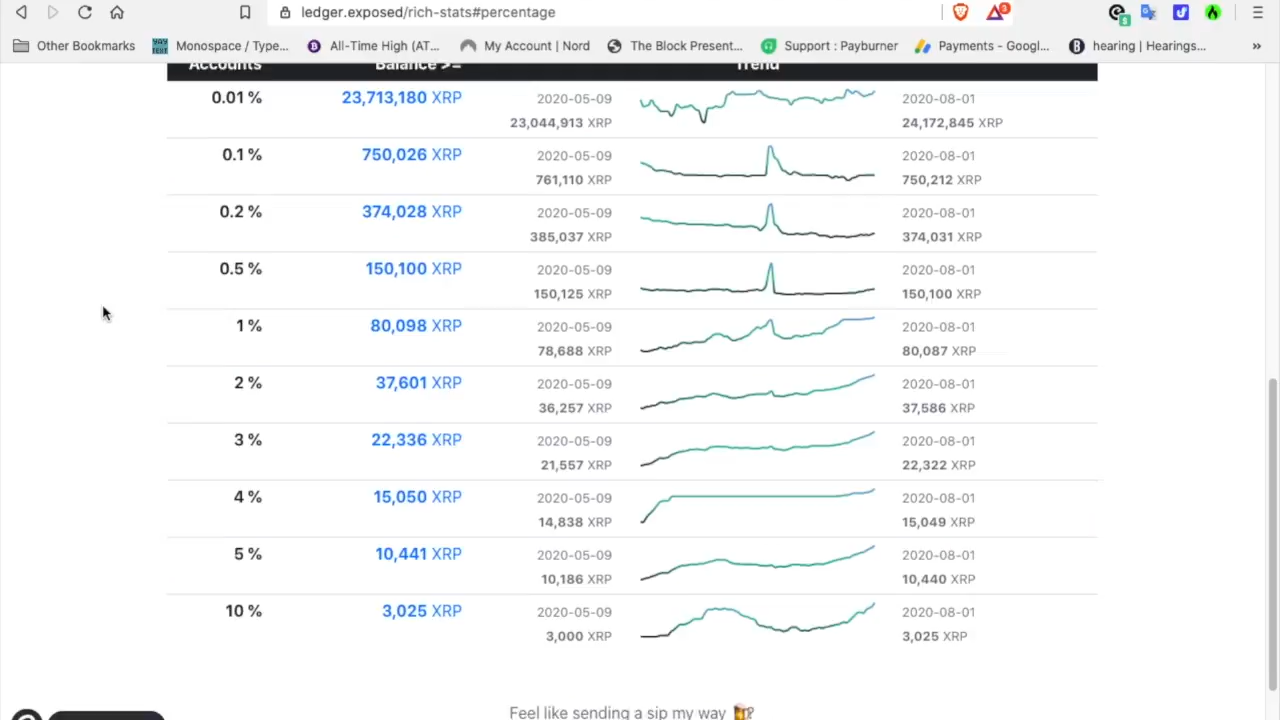 ledger.exposed/rich-stats#percentage
3
Other Bookmarks Monospace / Type... All-Time High (AT... My Account | Nord The Block Present... Support : Payburner Payments - Googl... hearing | Hearings... »
Accounts Balance >= Trend
0.01 % 23,713,180 XRP 2020-05-09 2020-08-01
23,044,913 XRP 24,172,845 XRP
0.1 % 750,026 XRP 2020-05-09 2020-08-01
761,110 XRP 750,212 XRP
0.2 % 374,028 XRP 2020-05-09 2020-08-01
385,037 XRP 374,031 XRP
0.5 % 150,100 XRP 2020-05-09 2020-08-01
150,125 XRP 150,100 XRP
1 % 80,098 XRP 2020-05-09 2020-08-01
78,688 XRP 80,087 XRP
2 % 37,601 XRP 2020-05-09 2020-08-01
36,257 XRP 37,586 XRP
3 % 22,336 XRP 2020-05-09 2020-08-01
21,557 XRP 22,322 XRP
4 % 15,050 XRP 2020-05-09 2020-08-01
14,838 XRP 15,049 XRP
5 % 10,441 XRP 2020-05-09 2020-08-01
10,186 XRP 10,440 XRP
10 % 3,025 XRP 2020-05-09 2020-08-01
3,000 XRP 3,025 XRP
Feel like sending a sip my way